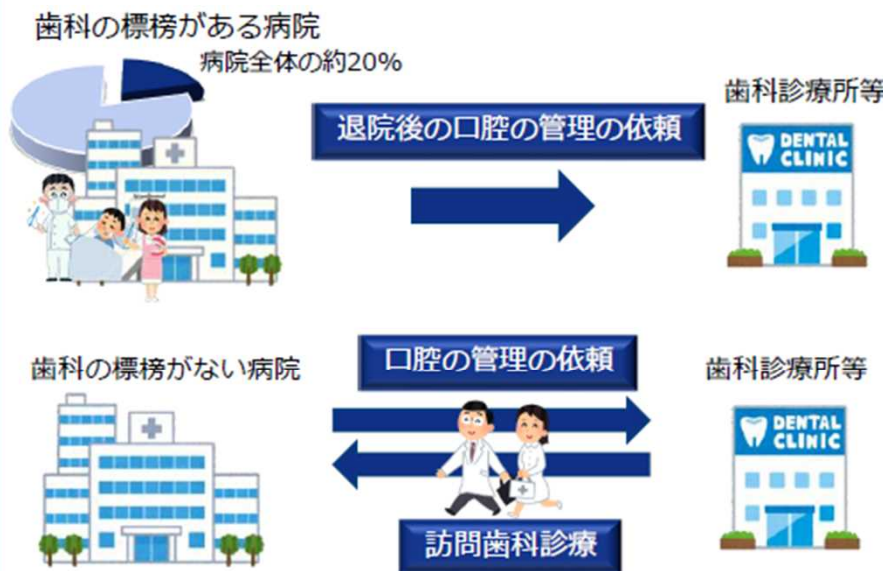 歯科の標榜がある病院
病院全体の約20%
退院後の口腔の管理の依頼
歯科診療所等
DENTAL
CLINIC
歯科の標榜がない病院
口腔の管理の依頼
歯科診療所等
DENTAL
CLINIC
訪問歯科診療